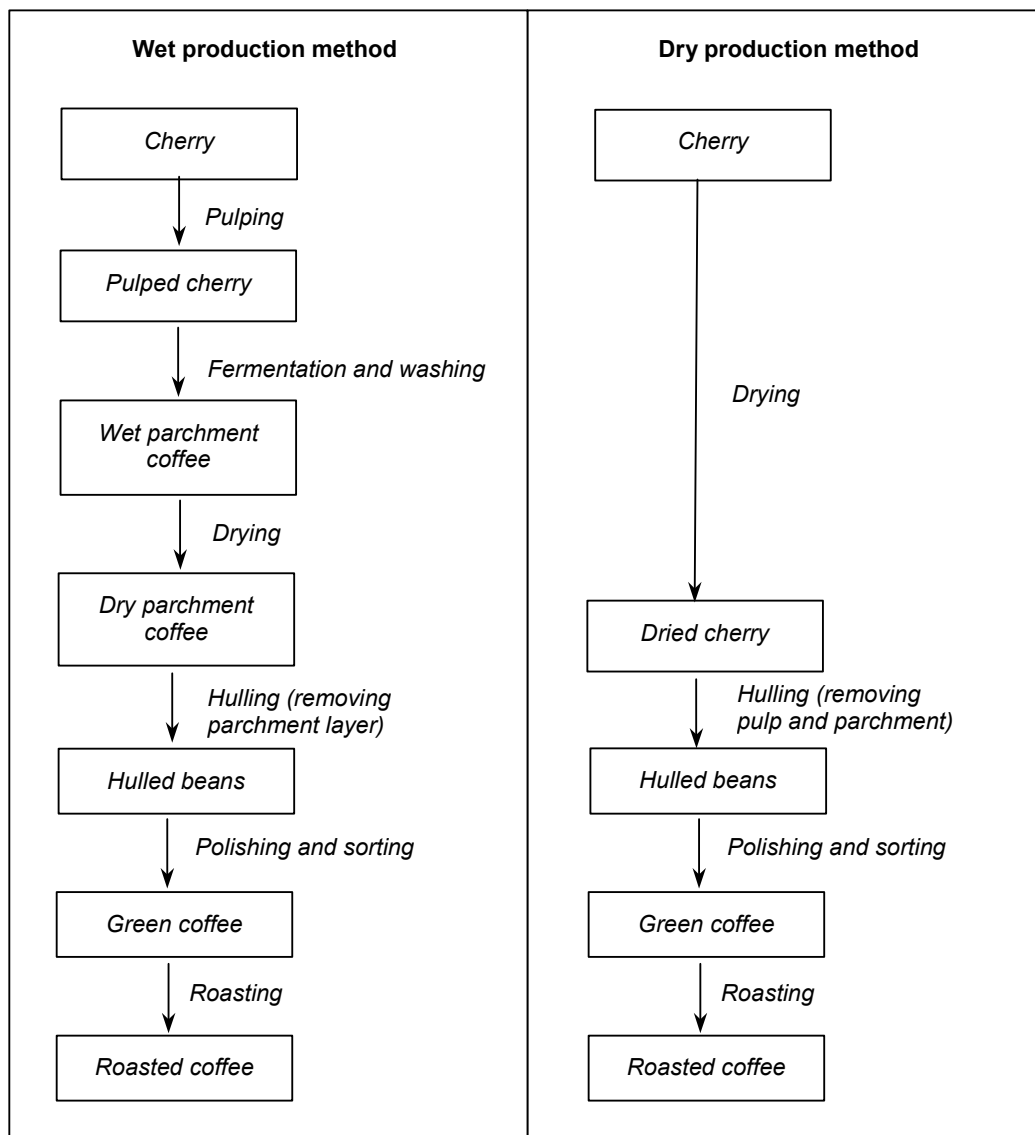 Wet production method
Cherry
Pulping
Pulped cherry
Fermentation and washing
Wet parchment
coffee
Drying
Dry parchment
coffee
Hulling (removing
parchment layer)
Hulled beans
Polishing and sorting
Green coffee
Roasting
Roasted coffee
Dry production method
Cherry
Drying
Dried cherry
Hulling (removing
pulp and parchment)
Hulled beans
Polishing and sorting
Green coffee
Roasting
Roasted coffee